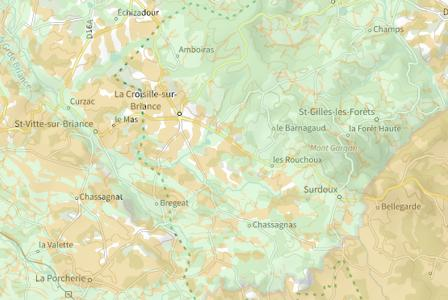 Échizadour
D16A
Champs
Amboiras
La Croisille-sur-
Briance
Curzac
St-Gilles-les-Forêts
St-Vitte-sur-Briance
le Mas
le Barnagaud
la Forêt Haute
Mont Gargan
les Rouchoux
Surdoux
Chassagnat
Bregeat
Bellegarde
Chassagnas
la Valette
La Porcherie